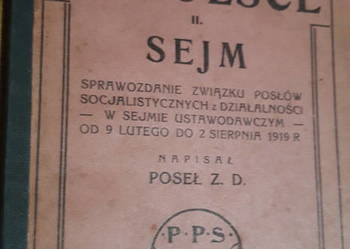 II.
SEJM
SPRAWOZDANIE ZWIĄZKU POSŁÓW
SOCJALISTYCZNYCH z DZIAŁALNOŚCI
— W SEJMIE USTAWODAWCZYM —
OD 9 LUTEGO DO 2 SIERPNIA 1919 R
NAPISAŁ
POSEŁ Z. D.
·P·P·S·